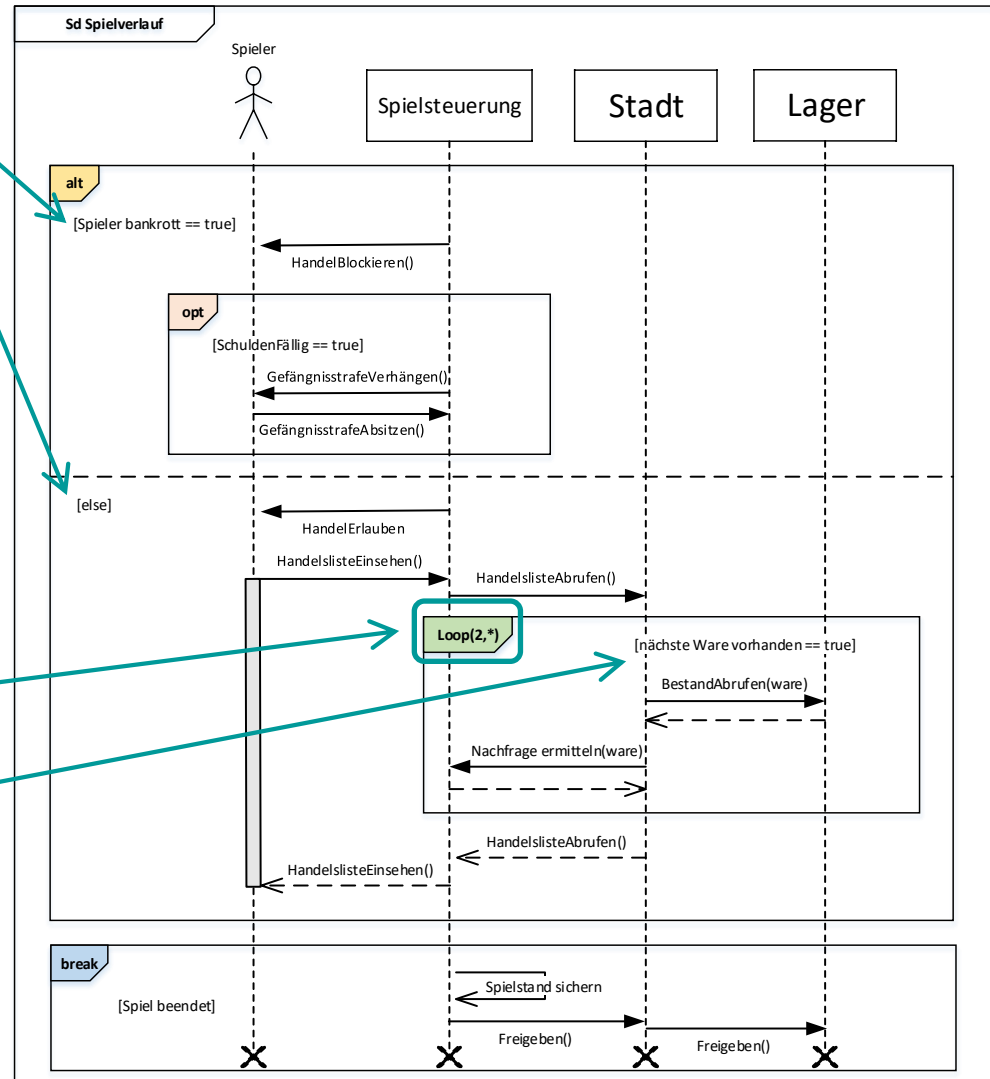 Sd Spielverlauf
Spieler
Spielsteuerung
Stadt
Lager
alt
[Spieler bankrott == true]
HandelBlockieren()
opt
[SchuldenFällig == true]
GefängnisstrafeVerhängen()
GefängnisstrafeAbsitzen()
[else]
HandelErlauben
HandelslisteEinsehen()
HandelslisteAbrufen()
Loop(2,*)
[nächste Ware vorhanden == true]
BestandAbrufen(ware)
Nachfrage ermitteln(ware)
HandelslisteAbrufen()
HandelslisteEinsehen()
break
Spielstand sichern
[Spiel beendet]
Freigeben()
Freigeben()